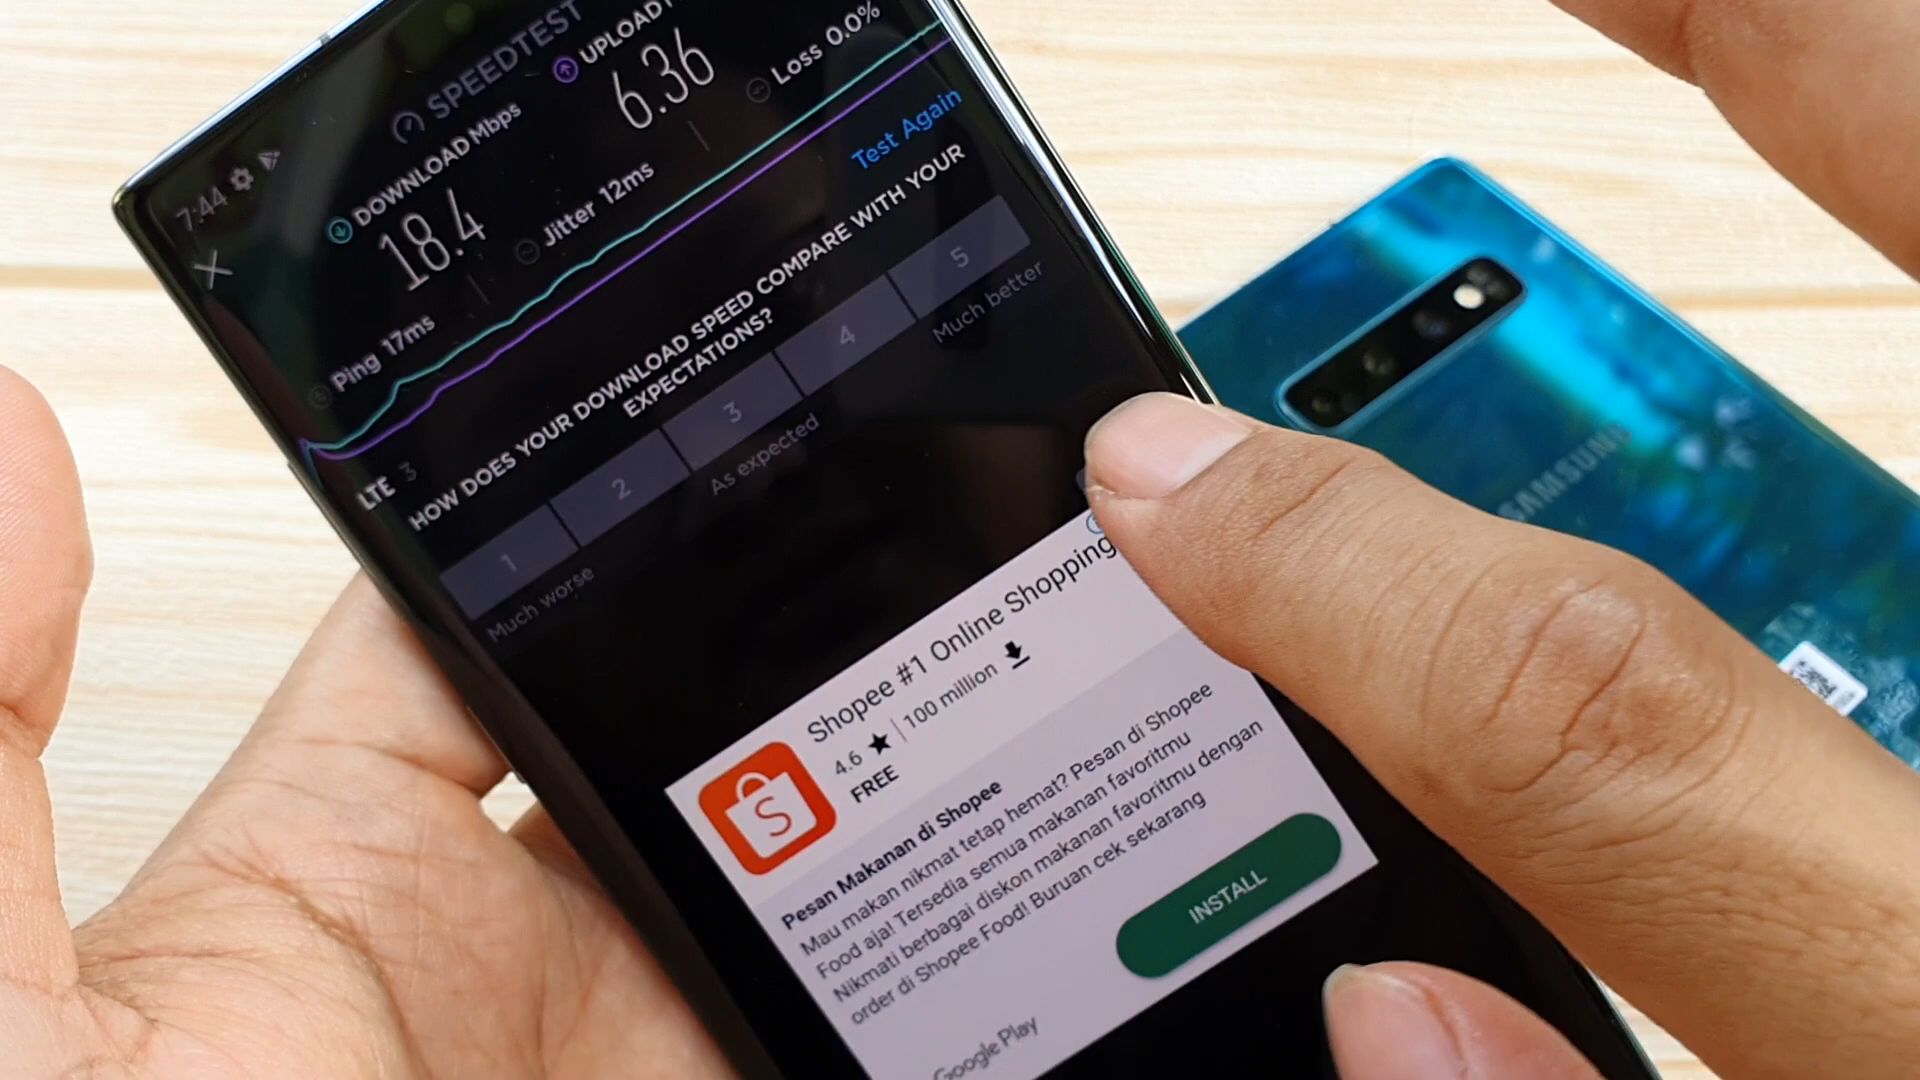 7:44
SPEEDTEST
DOWNLOAD Mbps
18.4
UPLOAD
6.36
Ping 17ms
Jitter 12ms
Loss 0.0%
LTE 3
Test Again
HOW DOES YOUR DOWNLOAD SPEED COMPARE WITH YOUR
EXPECTATIONS?
1
2
3
4
5
Much worse
As expected
Much better
Shopee #1 Online Shopping
4.6 ★ | 100 million
FREE
S
Pesan Makanan di Shopee
Mau makan nikmat tetap hemat? Pesan di Shopee
Food aja! Tersedia semua makanan favoritmu
Nikmati berbagai diskon makanan favoritmu dengan
order di Shopee Food! Buruan cek sekarang
INSTALL
Google Play
SAMSUNG